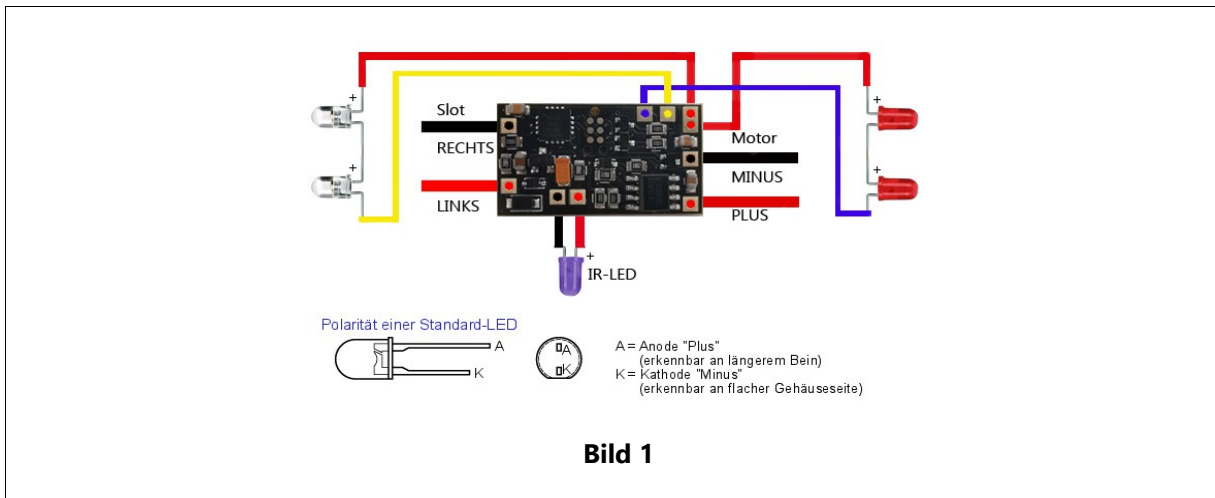 Slot
RECHTS
LINKS
Motor
MINUS
PLUS
+
+
+
+
+
IR-LED
Polarität einer Standard-LED
A
K
A
K
A = Anode "Plus"
(erkennbar an längerem Bein)
K = Kathode "Minus"
(erkennbar an flacher Gehäuseseite)
Bild 1